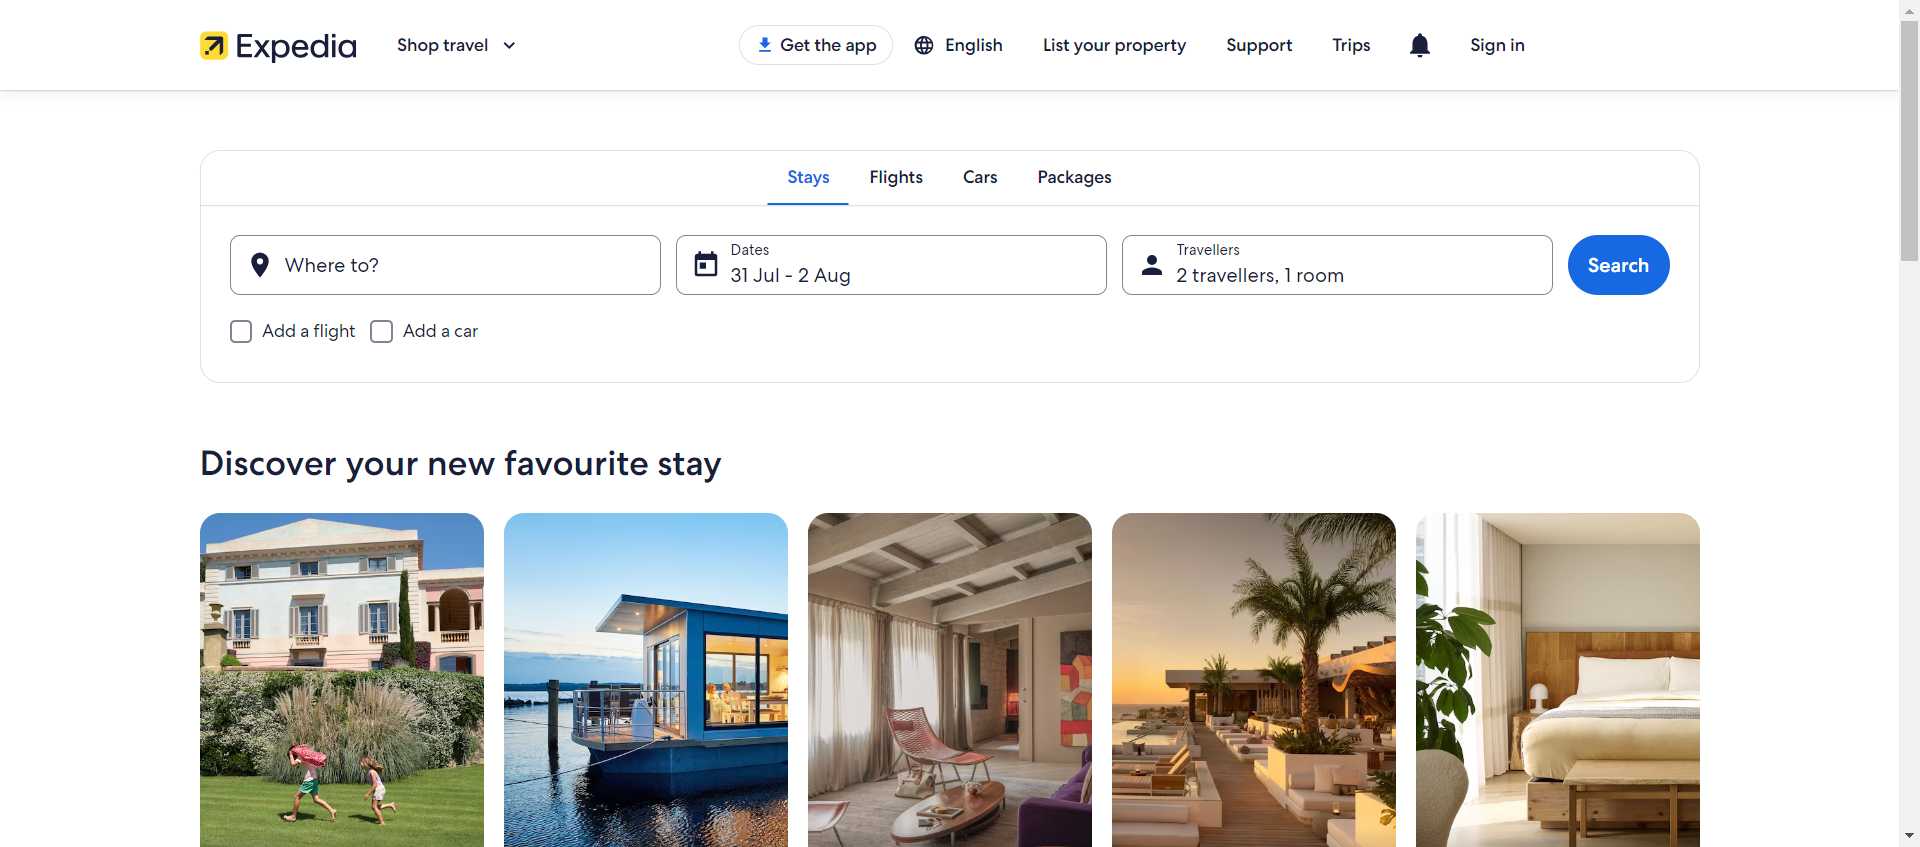 Expedia
Shop travel
Get the app
English
List your property
Support
Trips
Sign in
Stays
Flights
Cars
Packages
Where to?
Dates
31 Jul - 2 Aug
Travellers
2 travellers, 1 room
Search
Add a flight
Add a car
Discover your new favourite stay